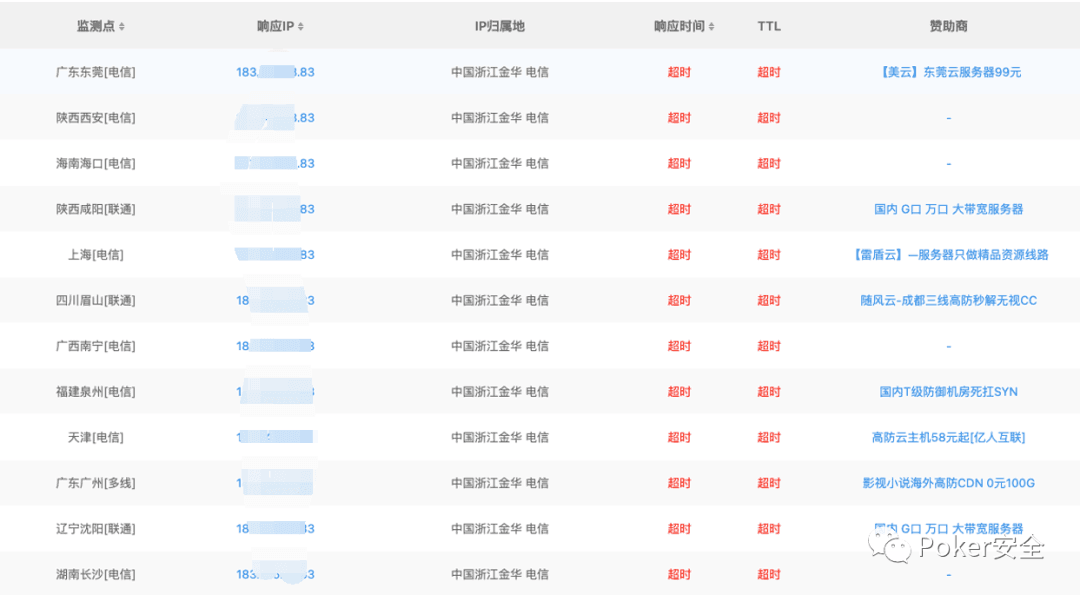 监测点 响应IP IP归属地 响应时间 TTL 赞助商
广东东莞[电信] 183. .83 中国浙江金华 电信 超时 超时 【美云】东莞云服务器99元
陕西西安[电信] .83 中国浙江金华 电信 超时 超时 -
海南海口[电信] .83 中国浙江金华 电信 超时 超时 -
陕西咸阳[联通] 83 中国浙江金华 电信 超时 超时 国内 G口 万口 大带宽服务器
上海[电信] 83 中国浙江金华 电信 超时 超时 【雷盾云】—服务器只做精品资源线路
四川眉山[联通] 18 3 中国浙江金华 电信 超时 超时 随风云-成都三线高防秒解无视CC
广西南宁[电信] 18 3 中国浙江金华 电信 超时 超时 -
福建泉州[电信] 1 中国浙江金华 电信 超时 超时 国内T级防御机房死扛SYN
天津[电信] 1 中国浙江金华 电信 超时 超时 高防云主机58元起[亿人互联]
广东广州[多线] 1 中国浙江金华 电信 超时 超时 影视小说海外高防CDN 0元100G
辽宁沈阳[联通] 18 33 中国浙江金华 电信 超时 超时 国内 G口 万口 大带宽服务器
湖南长沙[电信] 183. 3 中国浙江金华 电信 超时 超时 -
Poker安全